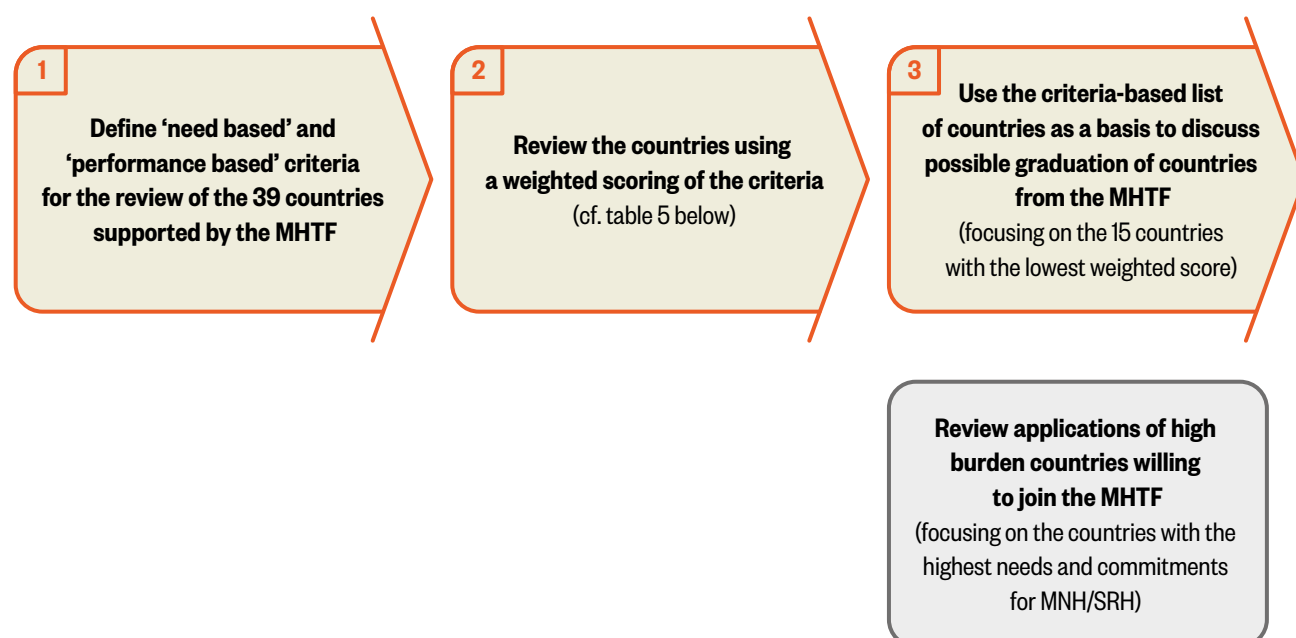 1
Define ‘need based’ and
‘performance based’ criteria
for the review of the 39 countries
supported by the MHTF
2
Review the countries using
a weighted scoring of the criteria
(cf. table 5 below)
3
Use the criteria-based list
of countries as a basis to discuss
possible graduation of countries
from the MHTF
(focusing on the 15 countries
with the lowest weighted score)
Review applications of high
burden countries willing
to join the MHTF
(focusing on the countries with the
highest needs and commitments
for MNH/SRH)